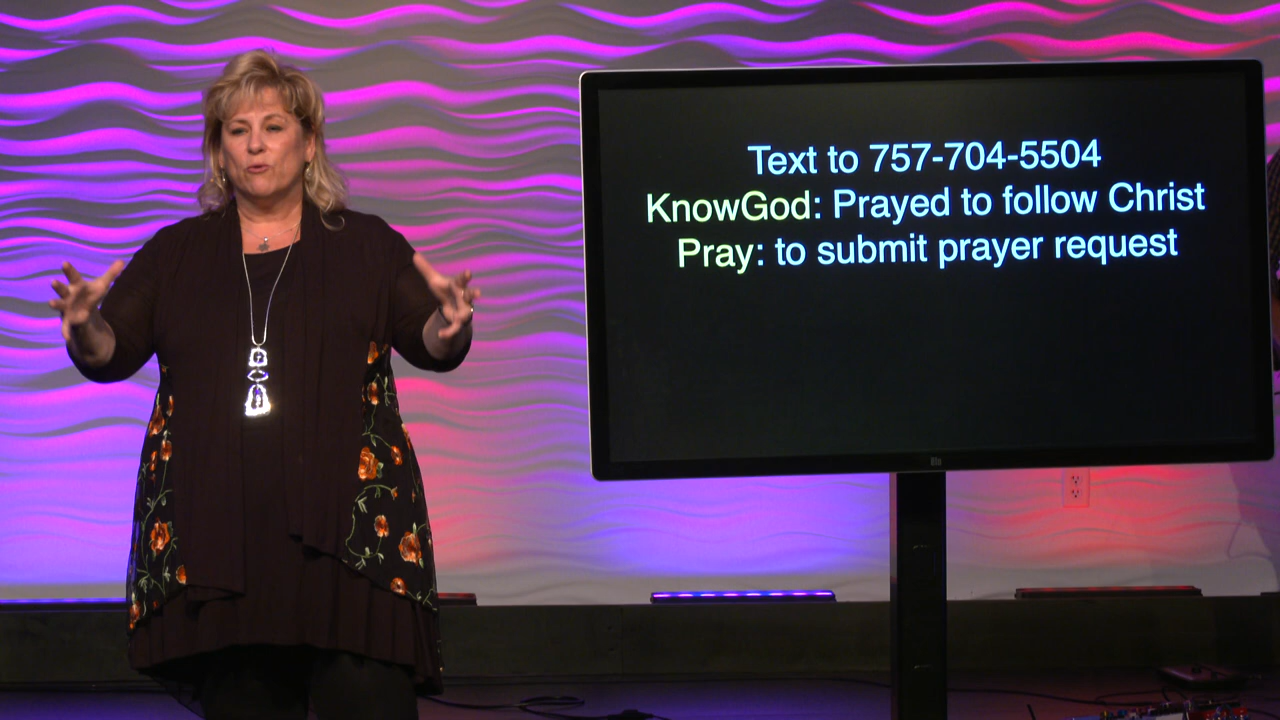 Text to 757-704-5504
KnowGod: Prayed to follow Christ
Pray: to submit prayer request